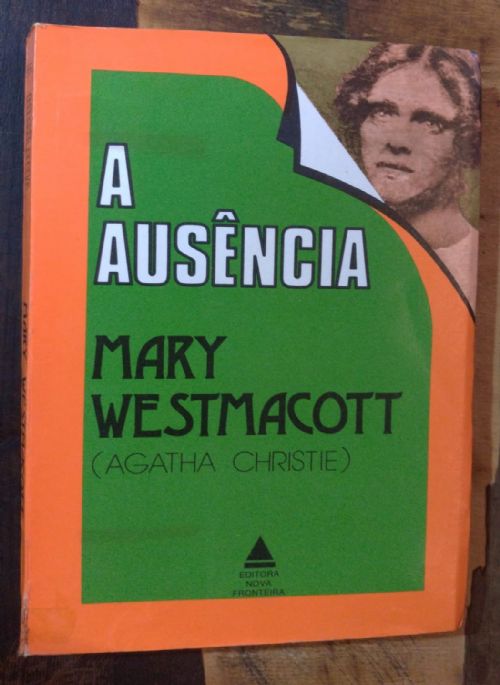 A
AUSÊNCIA
MARY
WESTMACOTT
(AGATHA CHRISTIE)
EDITORA
NOVA
FRONTEIRA